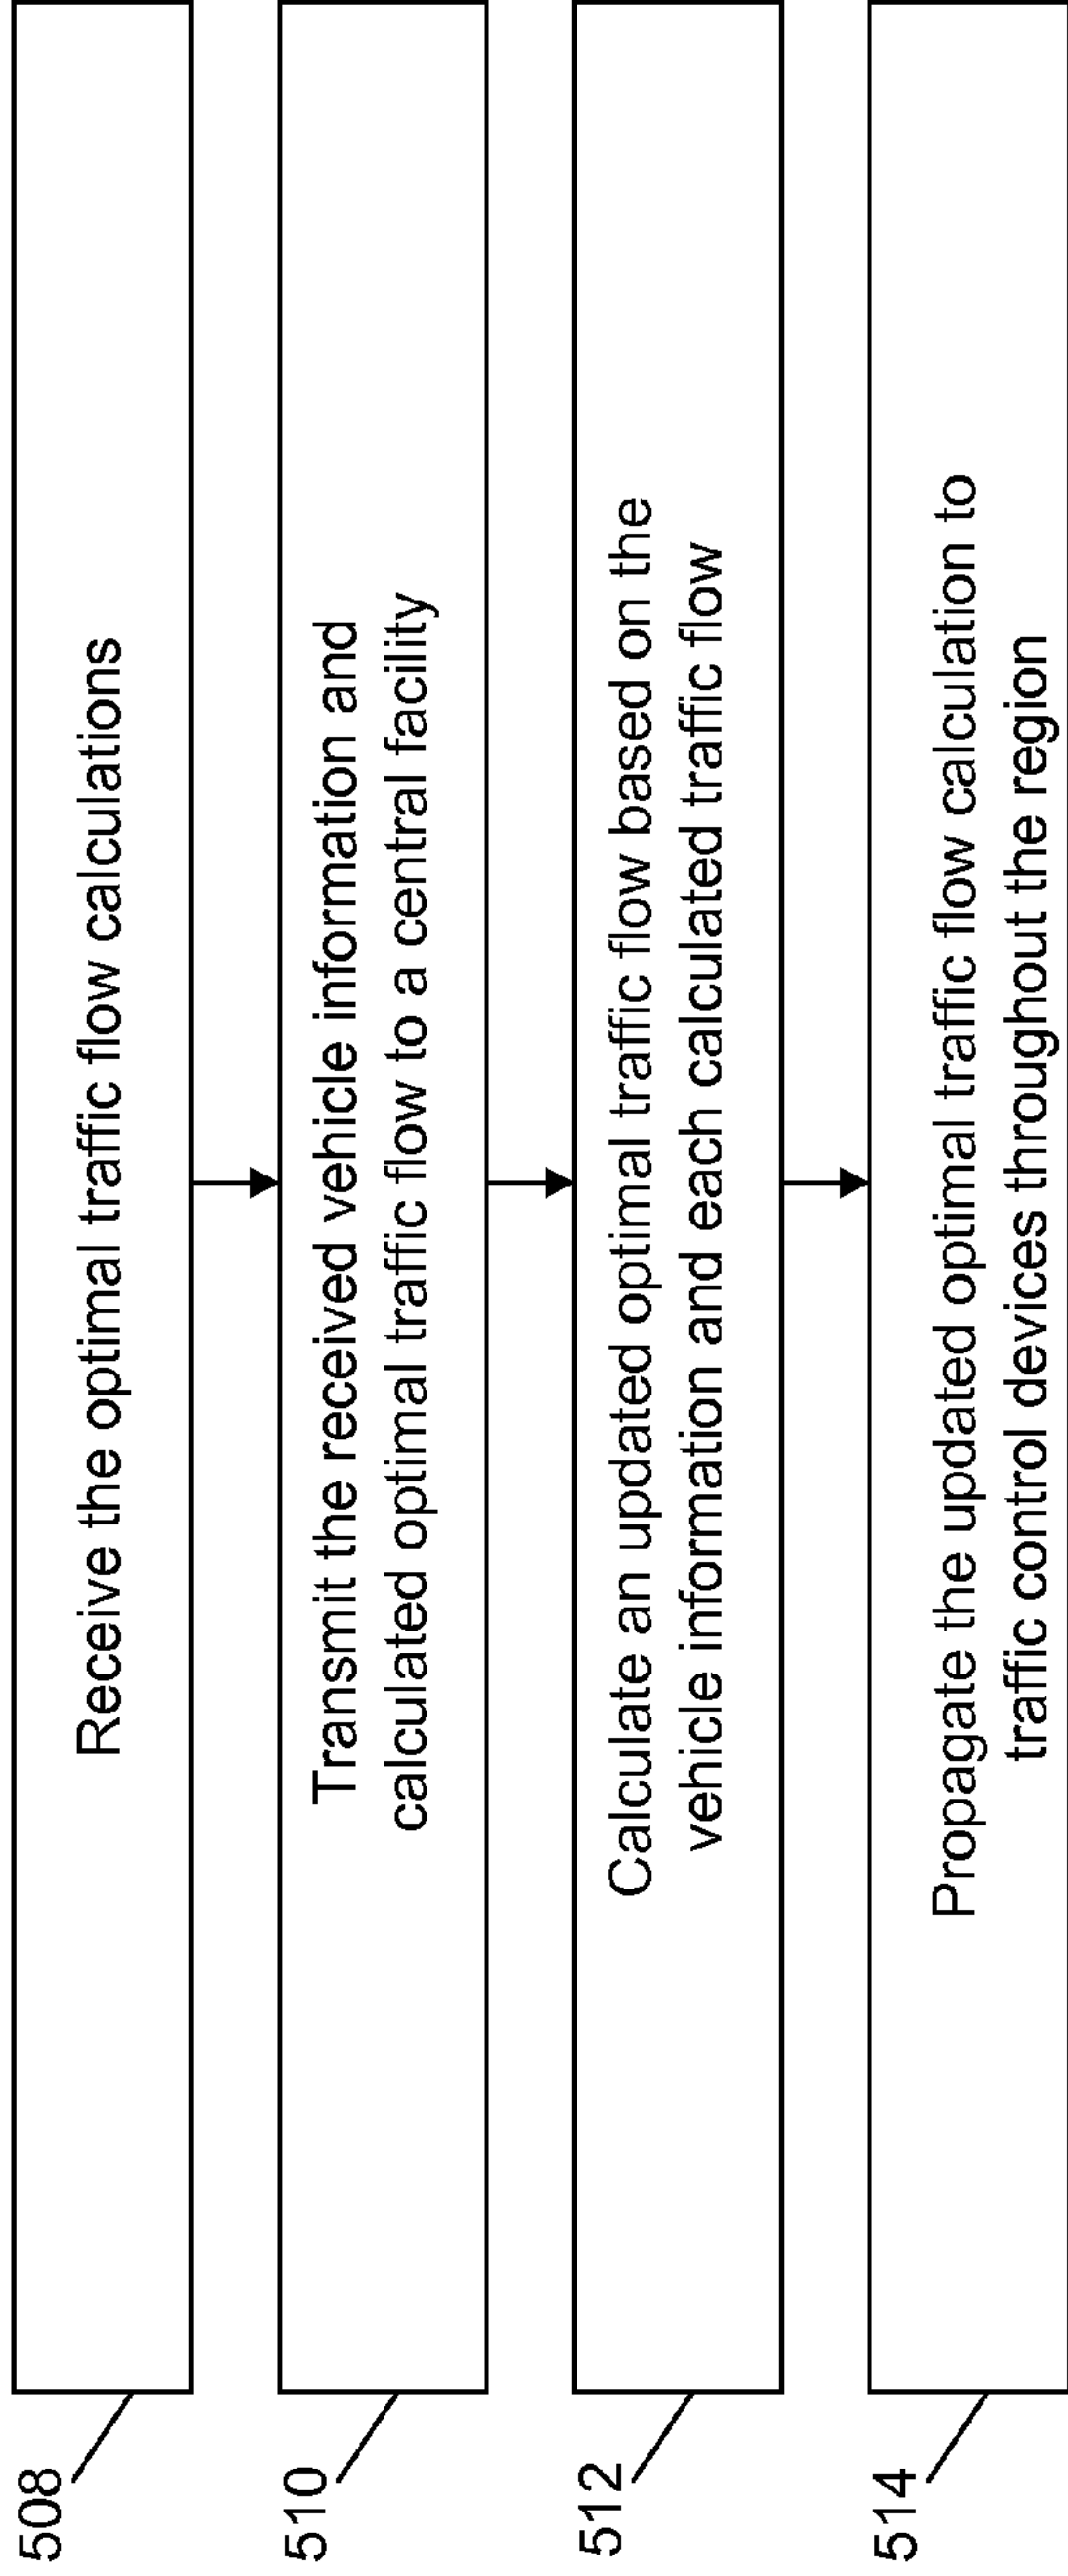 508
Receive the optimal traffic flow calculations
510
Transmit the received vehicle information and
calculated optimal traffic flow to a central facility
512
Calculate an updated optimal traffic flow based on the
vehicle information and each calculated traffic flow
514
Propagate the updated optimal traffic flow calculation to
traffic control devices throughout the region